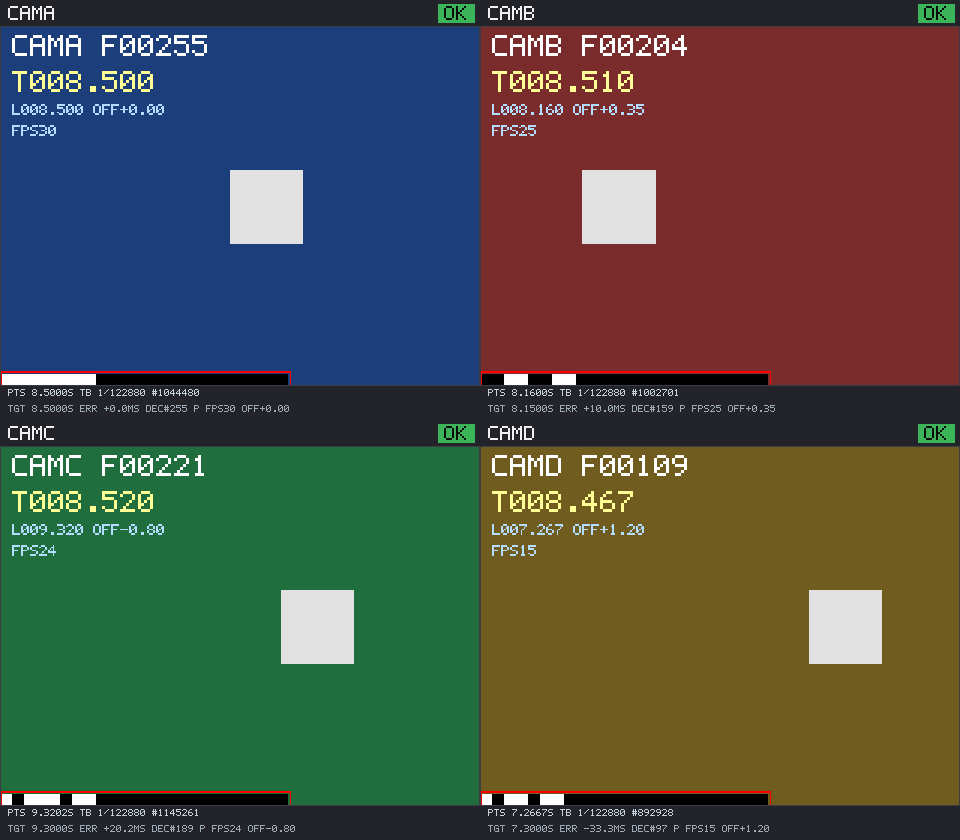 CAMA OK
CAMA F00255
T008.500
L008.500 OFF+0.00
FPS30
PTS 8.5000S TB 1/122880 #1044480
TGT 8.5000S ERR +0.0MS DEC#255 P FPS30 OFF+0.00
CAMB OK
CAMB F00204
T008.510
L008.160 OFF+0.35
FPS25
PTS 8.1600S TB 1/122880 #1002701
TGT 8.1500S ERR +10.0MS DEC#159 P FPS25 OFF+0.35
CAMC OK
CAMC F00221
T008.520
L009.320 OFF-0.80
FPS24
PTS 9.3202S TB 1/122880 #1145261
TGT 9.3000S ERR +20.2MS DEC#189 P FPS24 OFF-0.80
CAMD OK
CAMD F00109
T008.467
L007.267 OFF+1.20
FPS15
PTS 7.2667S TB 1/122880 #892928
TGT 7.3000S ERR -33.3MS DEC#97 P FPS15 OFF+1.20